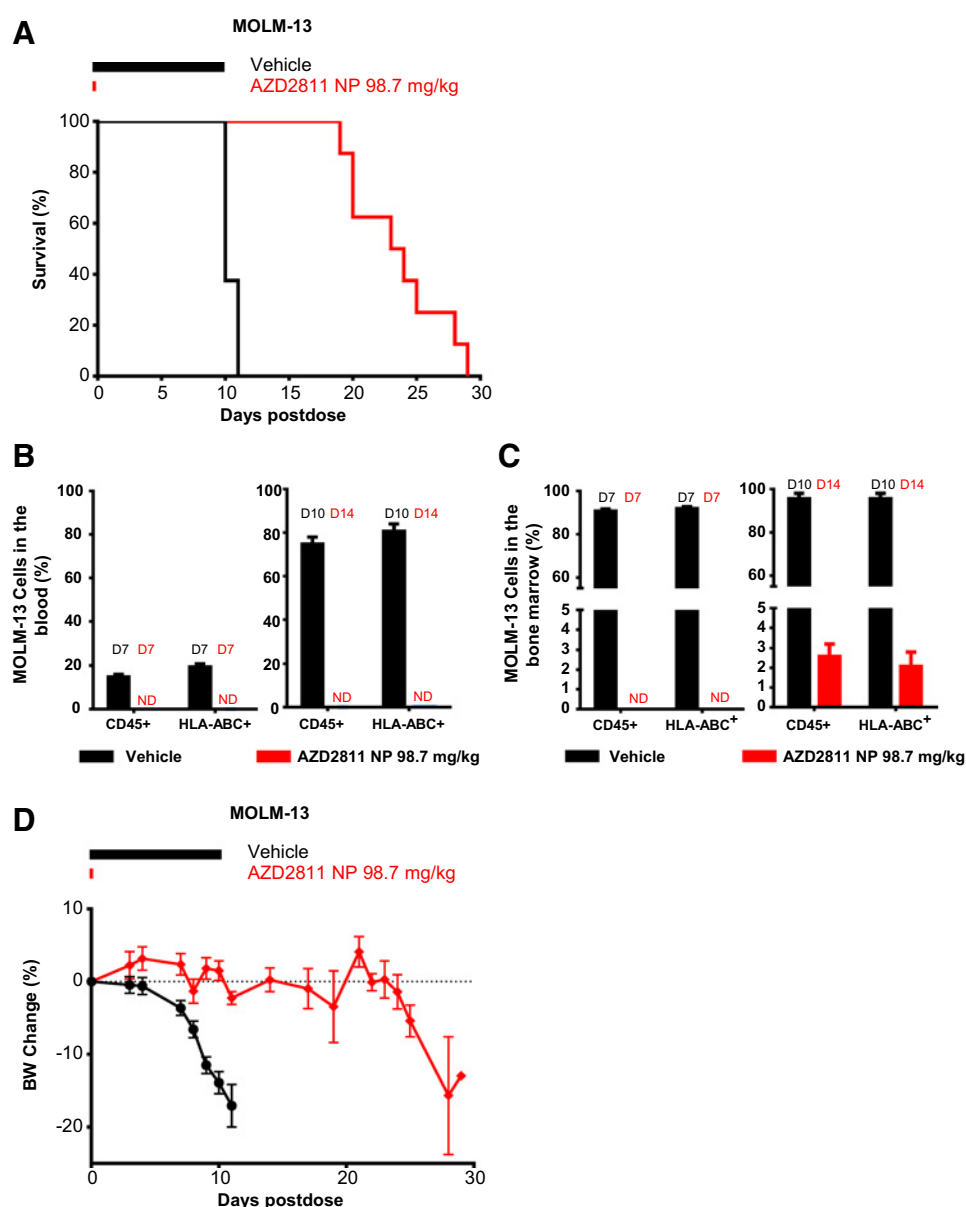 A
MOLM-13
Vehicle
AZD2811 NP 98.7 mg/kg
100
80
60
40
20
0
Survival (%)
0 5 10 15 20 25 30
Days postdose
B
MOLM-13 Cells in the
blood (%)
100
80
60
40
20
0
D7 D7 D7 D7
ND ND
CD45+ HLA-ABC+
100
80
60
40
20
0
D10 D14 D10 D14
ND ND
CD45+ HLA-ABC+
Vehicle AZD2811 NP 98.7 mg/kg
C
MOLM-13 Cells in the
bone marrow (%)
100
80
60
5
4
3
2
1
0
D7 D7 D7 D7
ND ND
CD45+ HLA-ABC+
100
80
60
5
4
3
2
1
0
D10 D14 D10 D14
CD45+ HLA-ABC+
Vehicle AZD2811 NP 98.7 mg/kg
D
MOLM-13
Vehicle
AZD2811 NP 98.7 mg/kg
10
0
-10
-20
BW Change (%)
0 10 20 30
Days postdose